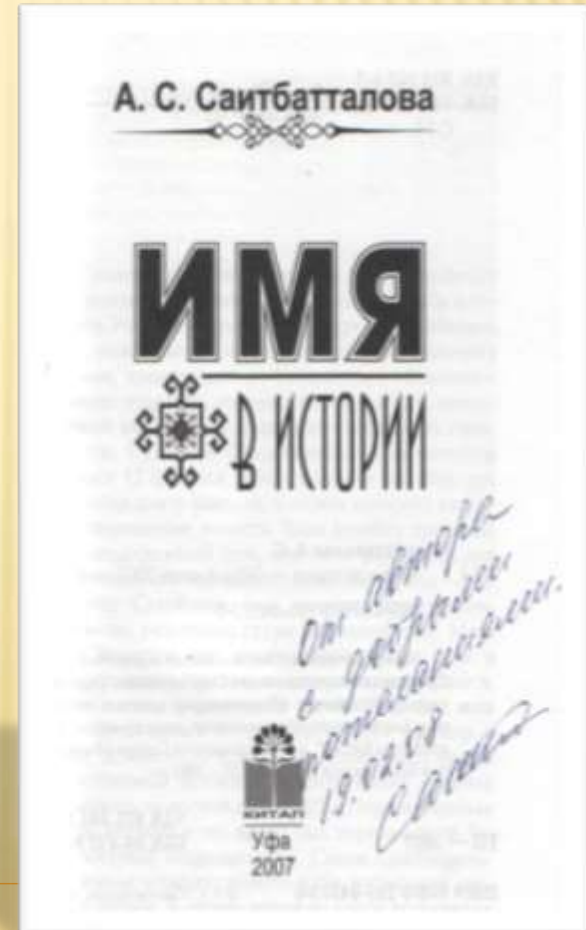 А. С. Саитбатталова
ИМЯ
В ИСТОРИИ
От автора
с добрыми
пожеланиями.
19.02.08
КИТАП
Уфа
2007